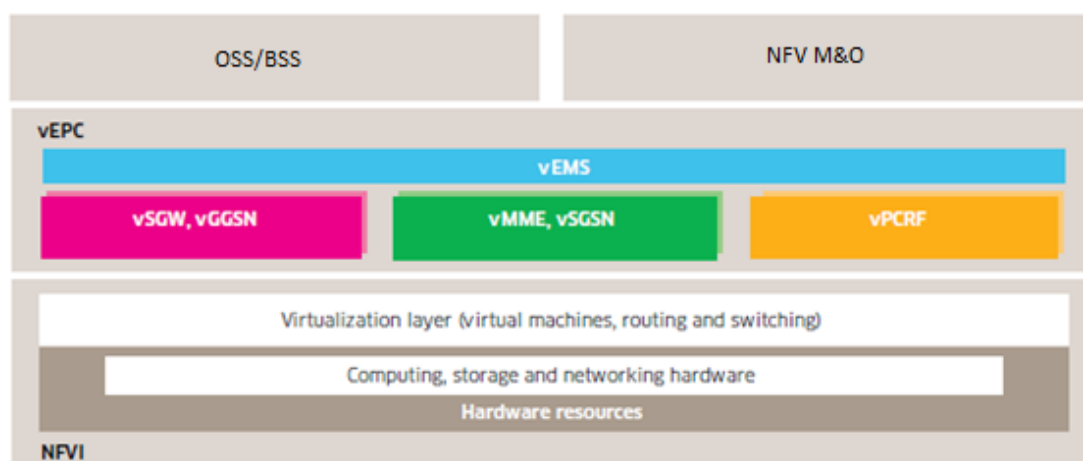 OSS/BSS
NFV M&O
vEPC
vEMS
vSGW, vGGSN
vMME, vSGSN
vPCRF
Virtualization layer (virtual machines, routing and switching)
Computing, storage and networking hardware
Hardware resources
NFVI